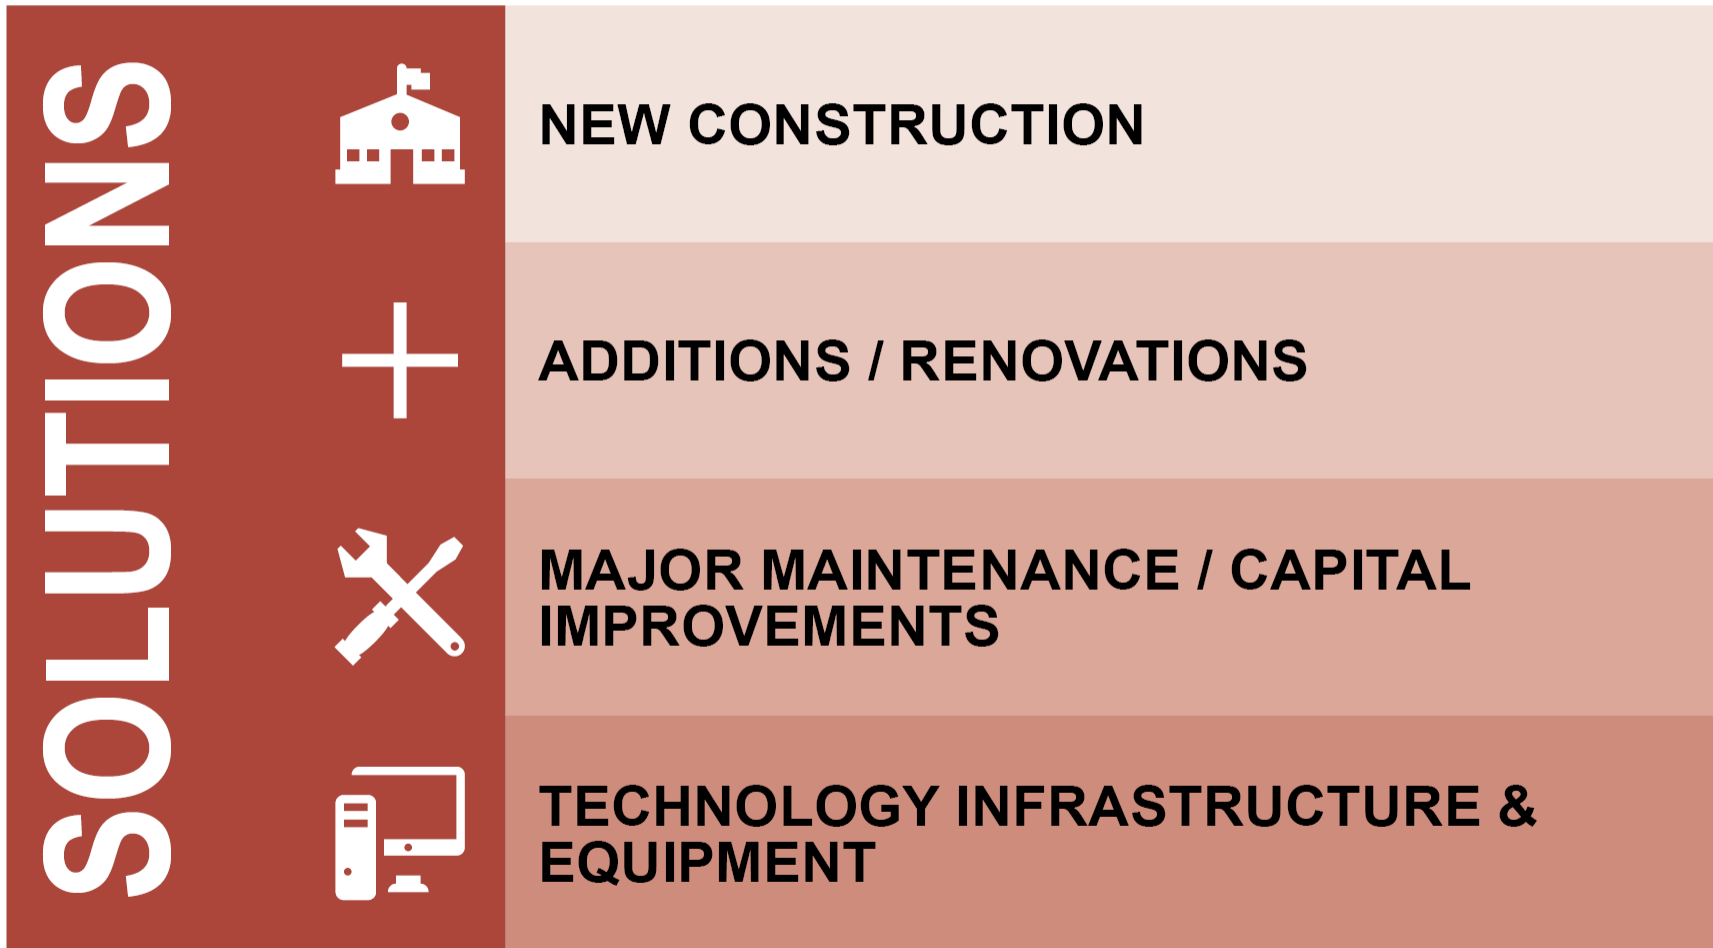 SOLUTIONS
NEW CONSTRUCTION
ADDITIONS / RENOVATIONS
MAJOR MAINTENANCE / CAPITAL
IMPROVEMENTS
TECHNOLOGY INFRASTRUCTURE &
EQUIPMENT